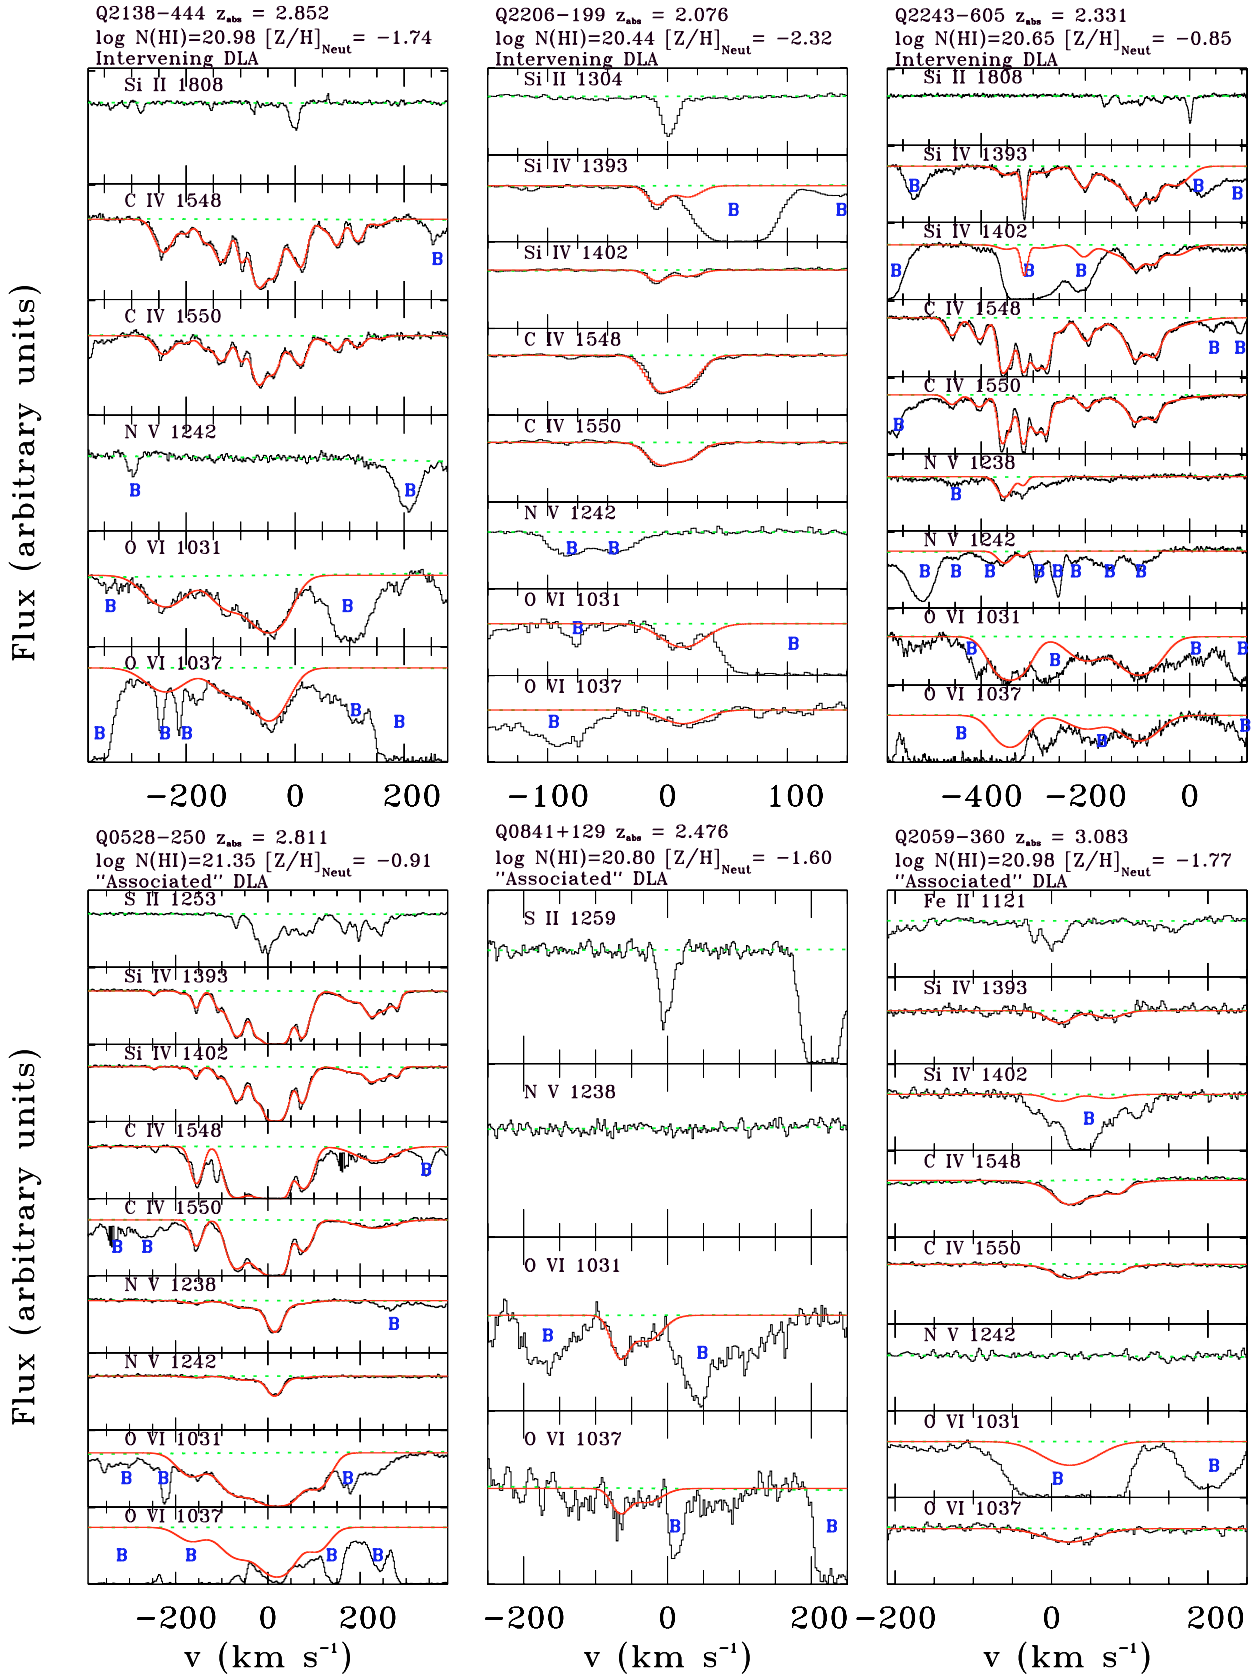 Q2138−444 zabs = 2.852
log N(HI)=20.98 [Z/H]Neut= −1.74
Intervening DLA
Si II 1808
C IV 1548
B
C IV 1550
N V 1242
B B
O VI 1031
B B
O VI 1037
B B B B B
−200 0 200
Q2206−199 zabs = 2.076
log N(HI)=20.44 [Z/H]Neut= −2.32
Intervening DLA
Si II 1304
Si IV 1393
B B
Si IV 1402
C IV 1548
C IV 1550
N V 1242
B B
O VI 1031
B B
O VI 1037
B
−100 0 100
Q2243−605 zabs = 2.331
log N(HI)=20.65 [Z/H]Neut= −0.85
Intervening DLA
Si II 1808
Si IV 1393
B B B
Si IV 1402
B B B
C IV 1548
B B
C IV 1550
B
N V 1238
B
N V 1242
B B B B B B B B
O VI 1031
B B B B
O VI 1037
B B B
−400 −200 0
Flux (arbitrary units)
Q0528−250 zabs = 2.811
log N(HI)=21.35 [Z/H]Neut= −0.91
"Associated" DLA
S II 1253
Si IV 1393
Si IV 1402
C IV 1548
B
C IV 1550
B B
N V 1238
B
N V 1242
O VI 1031
B B B
O VI 1037
B B B B
−200 0 200
v (km s−1)
Q0841+129 zabs = 2.476
log N(HI)=20.80 [Z/H]Neut= −1.60
"Associated" DLA
S II 1259
N V 1238
O VI 1031
B B
O VI 1037
B B
−200 0 200
v (km s−1)
Q2059−360 zabs = 3.083
log N(HI)=20.98 [Z/H]Neut= −1.77
"Associated" DLA
Fe II 1121
Si IV 1393
Si IV 1402
B
C IV 1548
C IV 1550
N V 1242
O VI 1031
B B
O VI 1037
−200 0 200
v (km s−1)
Flux (arbitrary units)